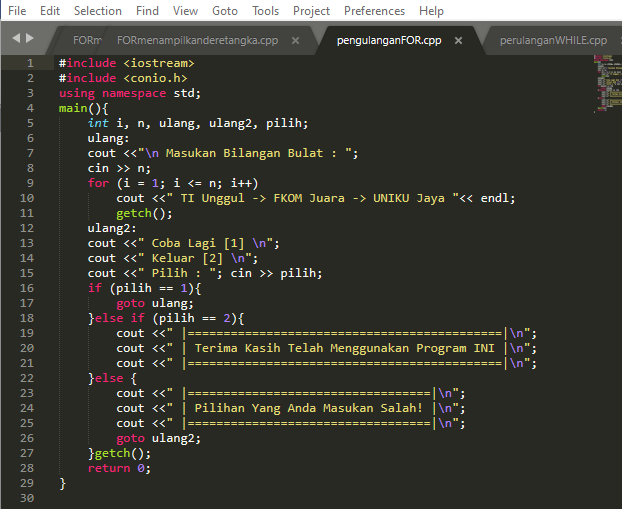 File Edit Selection Find View Goto Tools Project Preferences Help
FORm FORmenampilkanderetangka.cpp × pengulanganFOR.cpp × perulanganWHILE.cpp
1 #include <iostream>
2 #include <conio.h>
3 using namespace std;
4 main(){
5 int i, n, ulang, ulang2, pilih;
6 ulang:
7 cout <<"\n Masukan Bilangan Bulat : ";
8 cin >> n;
9 for (i = 1; i <= n; i++)
10 cout <<" TI Unggul -> FKOM Juara -> UNIKU Jaya "<< endl;
11 getch();
12 ulang2:
13 cout <<" Coba Lagi [1] \n";
14 cout <<" Keluar [2] \n";
15 cout <<" Pilih : "; cin >> pilih;
16 if (pilih == 1){
17 goto ulang;
18 }else if (pilih == 2){
19 cout <<" |============================================|\n";
20 cout <<" | Terima Kasih Telah Menggunakan Program INI |\n";
21 cout <<" |============================================|\n";
22 }else {
23 cout <<" |==================================|\n";
24 cout <<" | Pilihan Yang Anda Masukan Salah! |\n";
25 cout <<" |==================================|\n";
26 goto ulang2;
27 }getch();
28 return 0;
29 }
30